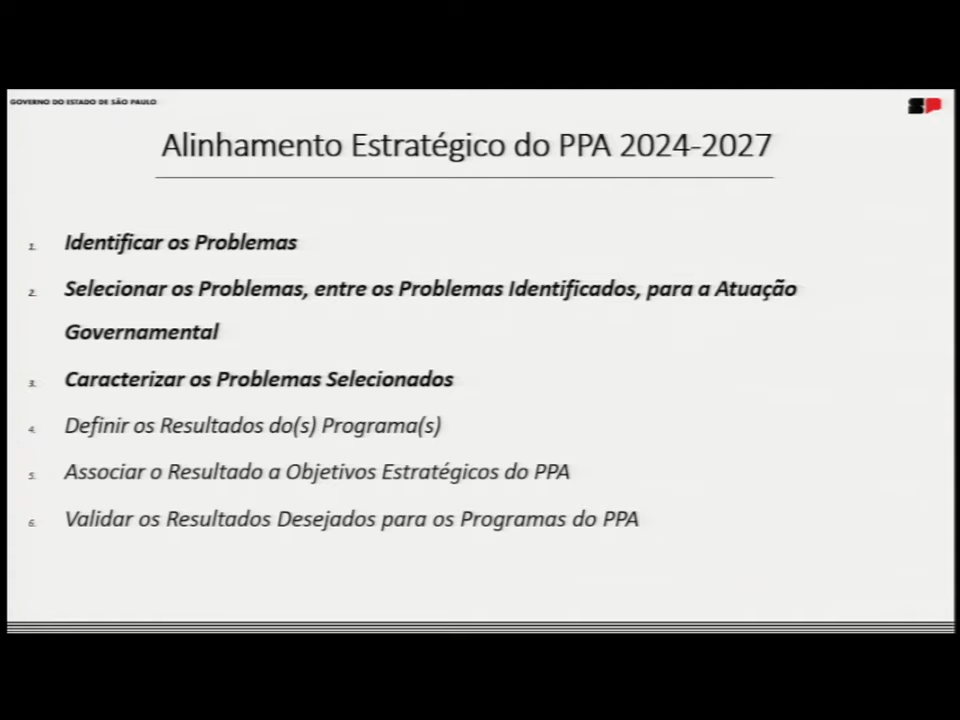 GOVERNO DO ESTADO DE SÃO PAULO
SP
Alinhamento Estratégico do PPA 2024-2027
1. Identificar os Problemas
2. Selecionar os Problemas, entre os Problemas Identificados, para a Atuação
Governamental
3. Caracterizar os Problemas Selecionados
4. Definir os Resultados do(s) Programa(s)
5. Associar o Resultado a Objetivos Estratégicos do PPA
6. Validar os Resultados Desejados para os Programas do PPA